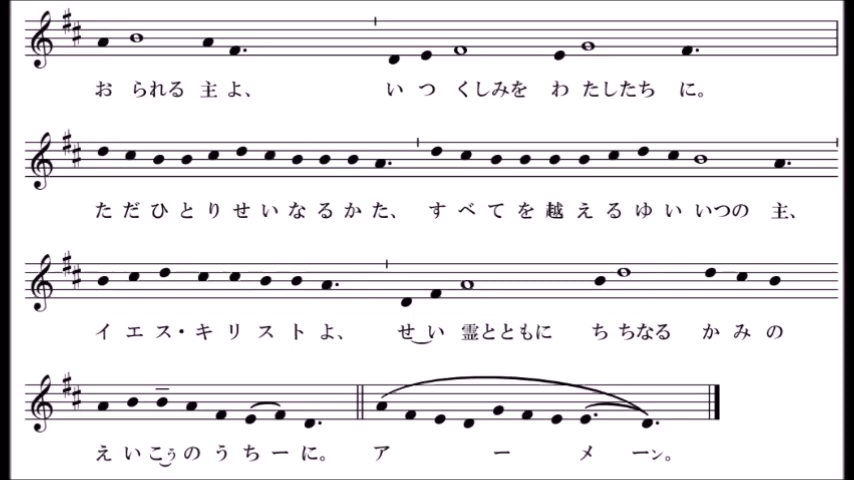 おられる主よ、いつくしみをわたしたちに。
ただひとりせいなるかた、すべてを越えるゆいいつの主、
イエス・キリストよ、せい霊とともにちちなるかみの
えいこうのうちーに。アーメーン。